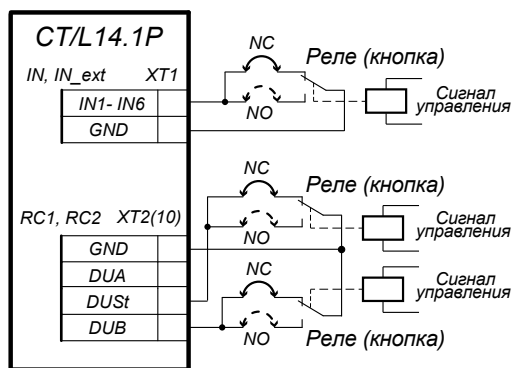 CT/L14.1P
IN, IN_ext XT1
IN1- IN6
GND
NC
NO
Реле (кнопка)
Сигнал
управления
RC1, RC2 XT2(10)
GND
DUA
DUSt
DUB
NC
NO
Реле (кнопка)
Сигнал
управления
NC
NO
Сигнал
управления
Реле (кнопка)